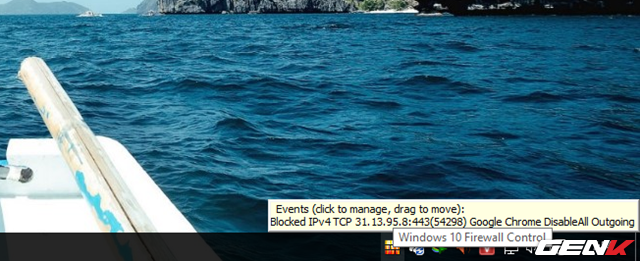 Events (click to manage, drag to move):
Blocked IPv4 TCP 31.13.95.8:443(54298) Google Chrome DisableAll Outgoing
Windows 10 Firewall Control
GENK